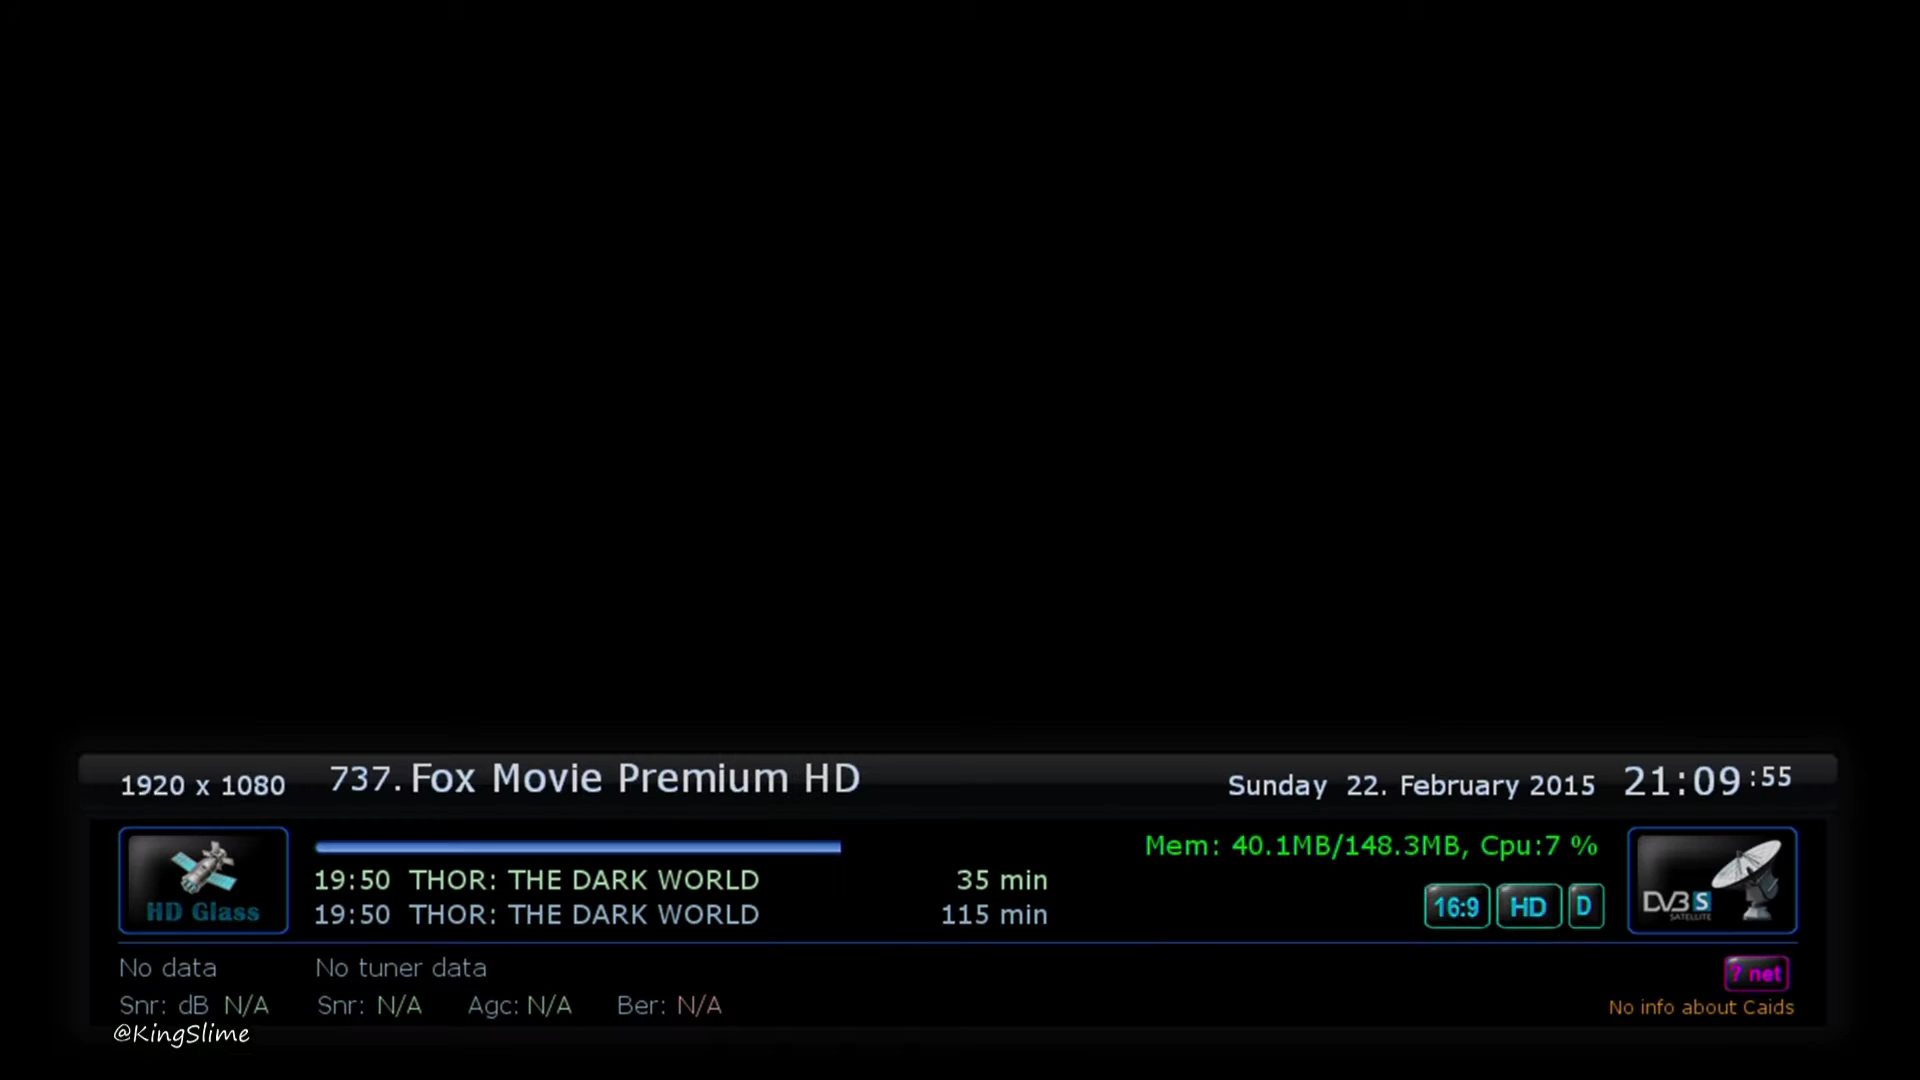 1920 x 1080 737.Fox Movie Premium HD Sunday 22. February 2015 21:09:55
Mem: 40.1MB/148.3MB, Cpu:7 %
19:50 THOR: THE DARK WORLD 35 min
19:50 THOR: THE DARK WORLD 115 min
HD Glass
16:9 HD D
DVB S
SATELLITE
No data No tuner data
? net
Snr: dB N/A Snr: N/A Agc: N/A Ber: N/A
No info about Caids
@KingSlime